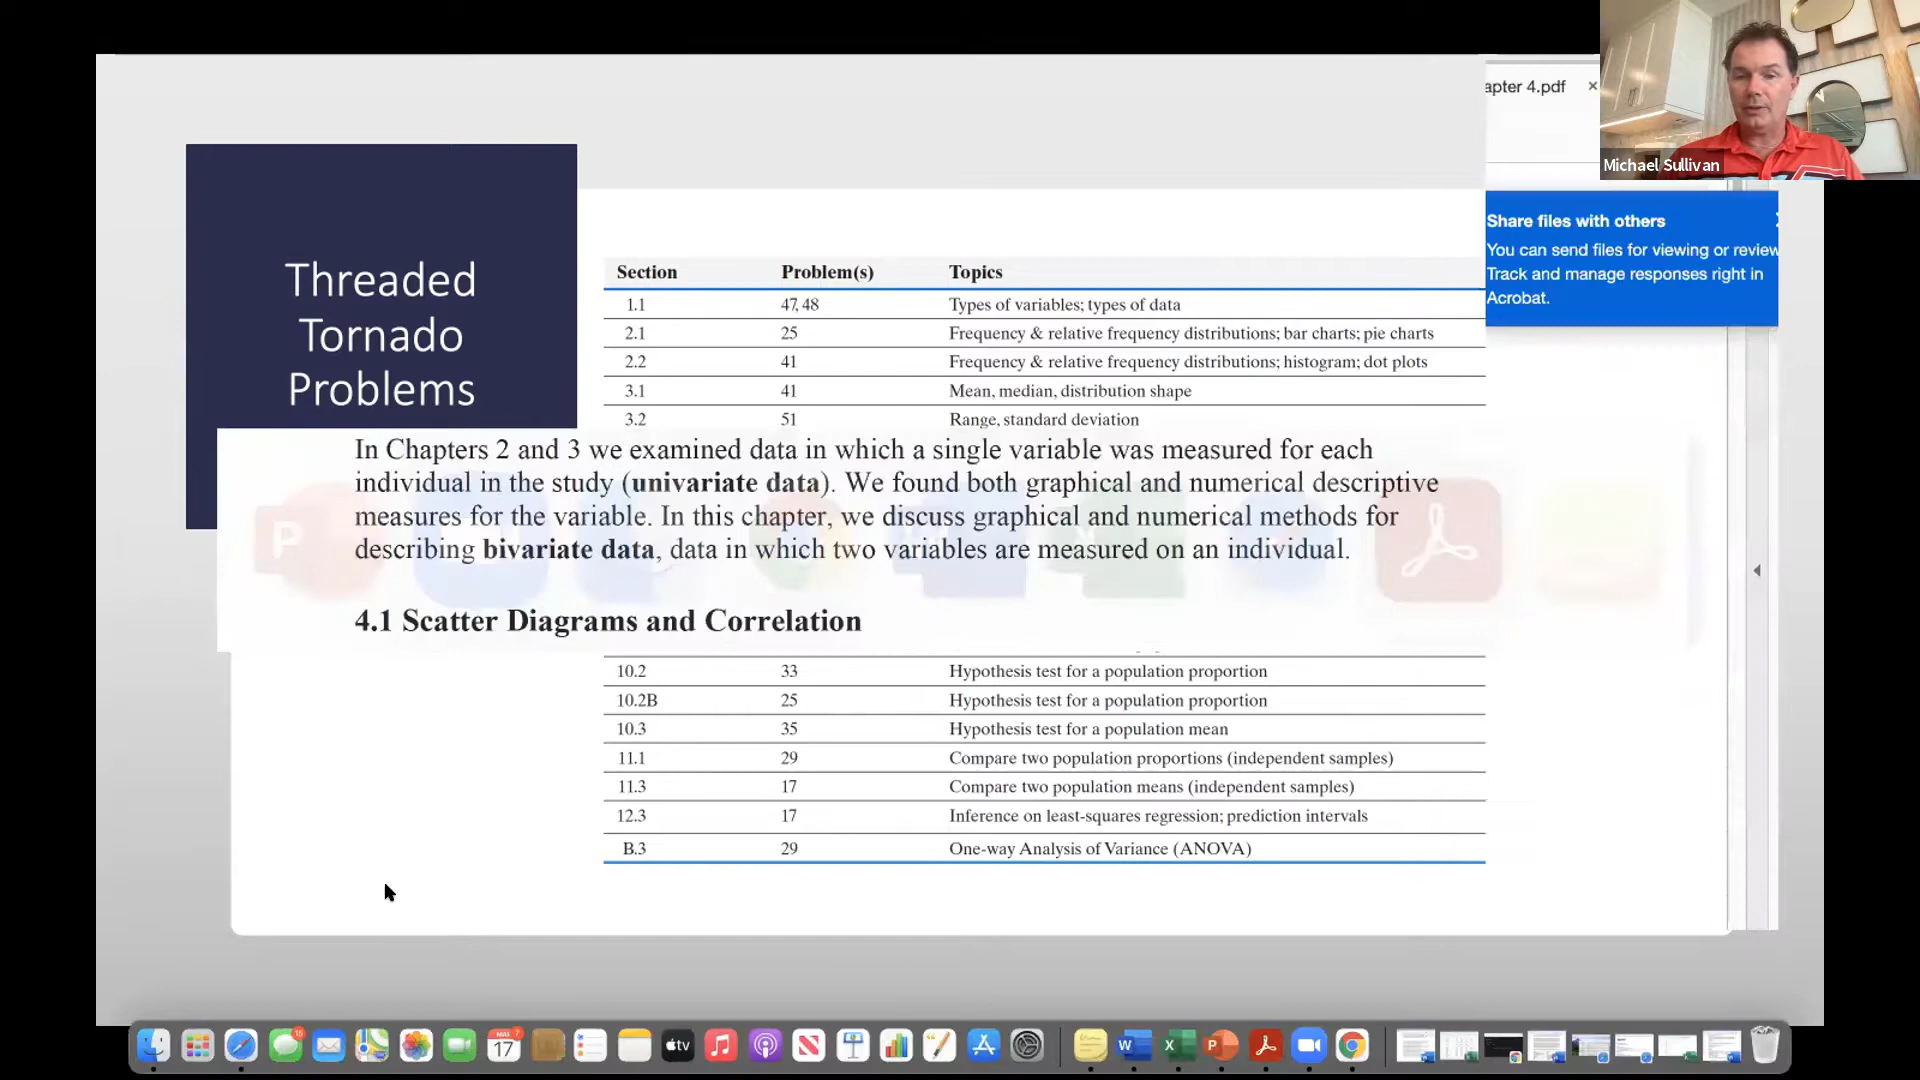 apter 4.pdf
Michael Sullivan
Share files with others
You can send files for viewing or review
Track and manage responses right in
Acrobat.
Threaded
Tornado
Problems
Section Problem(s) Topics
1.1 47, 48 Types of variables; types of data
2.1 25 Frequency & relative frequency distributions; bar charts; pie charts
2.2 41 Frequency & relative frequency distributions; histogram; dot plots
3.1 41 Mean, median, distribution shape
3.2 51 Range, standard deviation
In Chapters 2 and 3 we examined data in which a single variable was measured for each
individual in the study (univariate data). We found both graphical and numerical descriptive
measures for the variable. In this chapter, we discuss graphical and numerical methods for
describing bivariate data, data in which two variables are measured on an individual.
4.1 Scatter Diagrams and Correlation
10.2 33 Hypothesis test for a population proportion
10.2B 25 Hypothesis test for a population proportion
10.3 35 Hypothesis test for a population mean
11.1 29 Compare two population proportions (independent samples)
11.3 17 Compare two population means (independent samples)
12.3 17 Inference on least-squares regression; prediction intervals
B.3 29 One-way Analysis of Variance (ANOVA)
17
tv
W
X
P